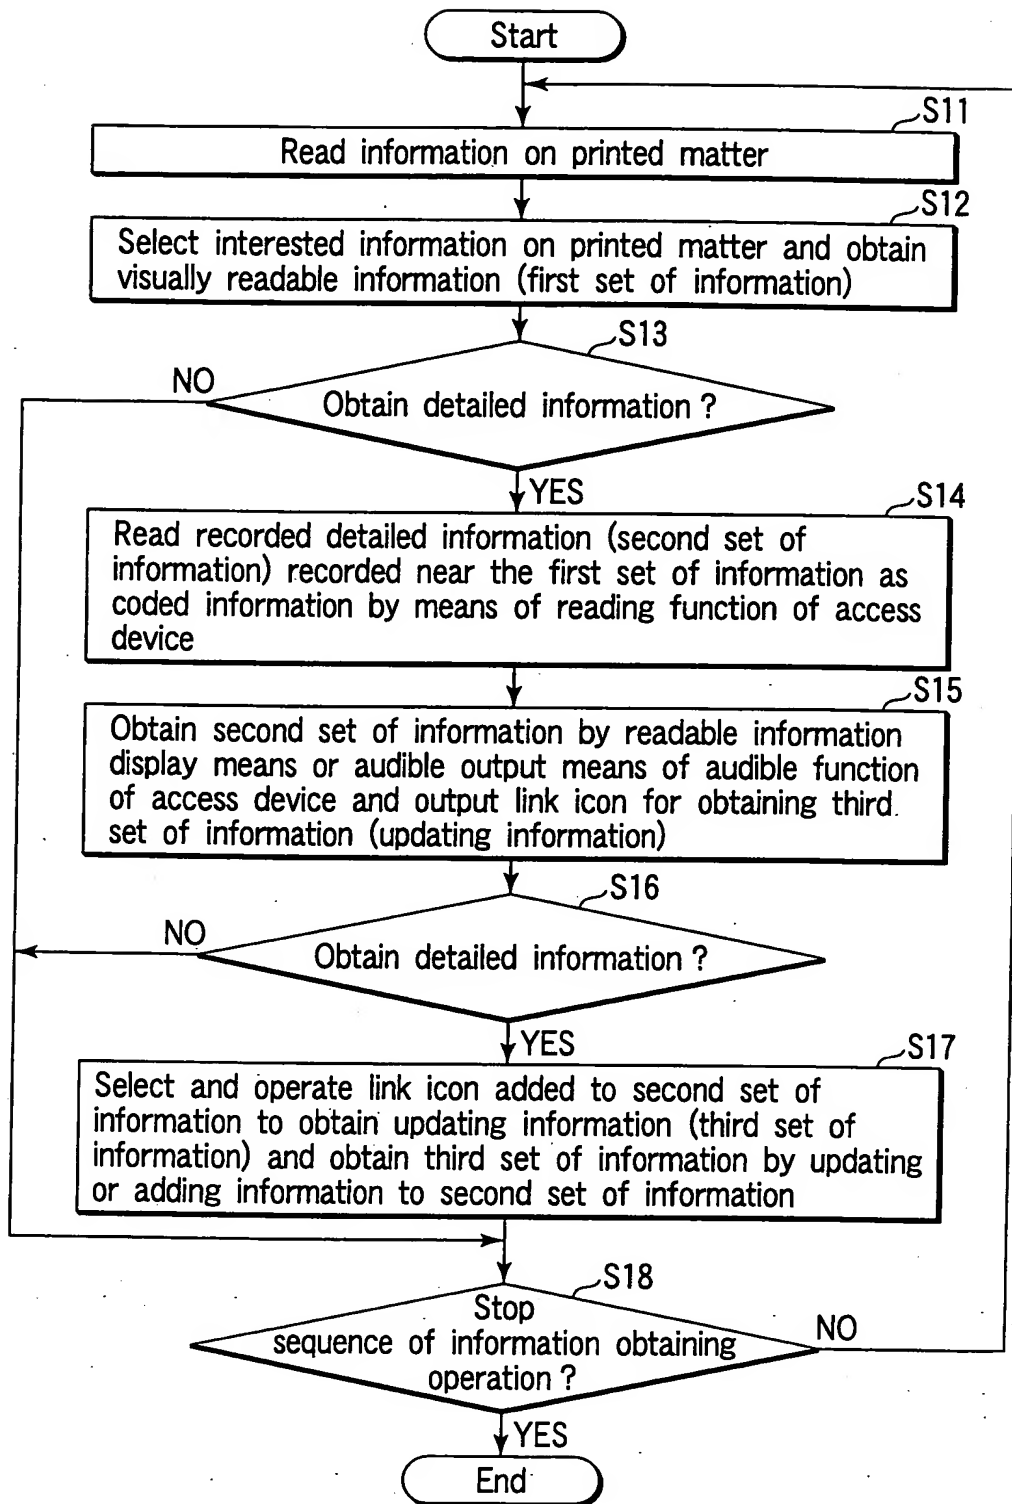 Start
S11
Read information on printed matter
S12
Select interested information on printed matter and obtain
visually readable information (first set of information)
S13
NO
Obtain detailed information ?
YES
S14
Read recorded detailed information (second set of
information) recorded near the first set of information as
coded information by means of reading function of access
device
S15
Obtain second set of information by readable information
display means or audible output means of audible function
of access device and output link icon for obtaining third
set of information (updating information)
S16
NO
Obtain detailed information ?
YES
S17
Select and operate link icon added to second set of
information to obtain updating information (third set of
information) and obtain third set of information by updating
or adding information to second set of information
S18
Stop
sequence of information obtaining
operation ?
NO
YES
End